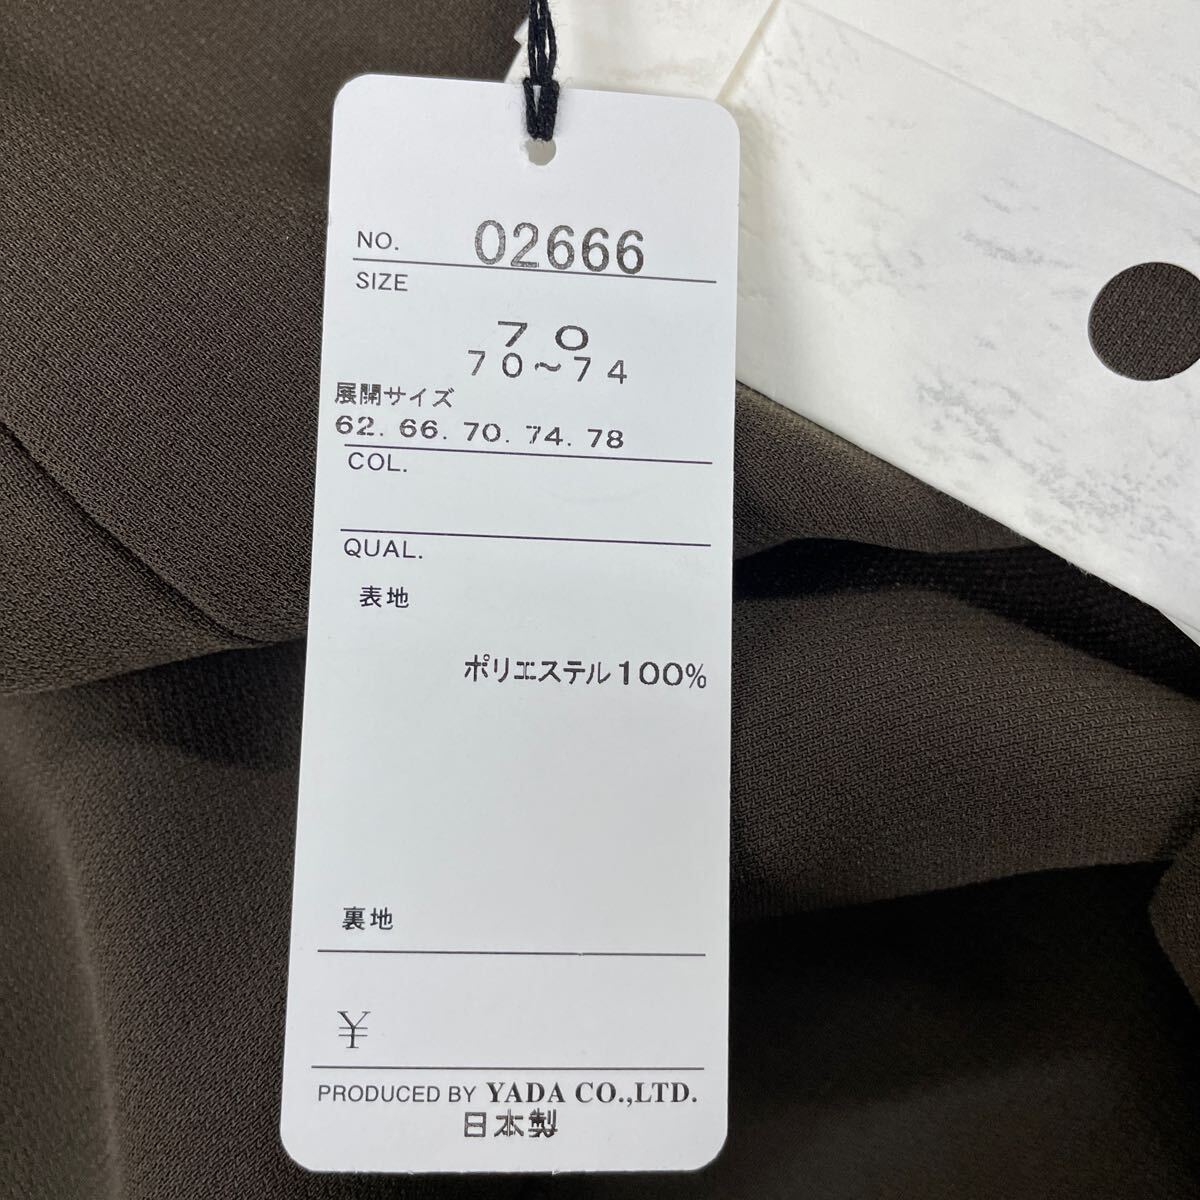 NO. 02666
SIZE
70
70～74
展開サイズ
62. 66. 70. 74. 78
COL.
QUAL.
表地
ポリエステル100%
裏地
¥
PRODUCED BY YADA CO.,LTD.
日本製